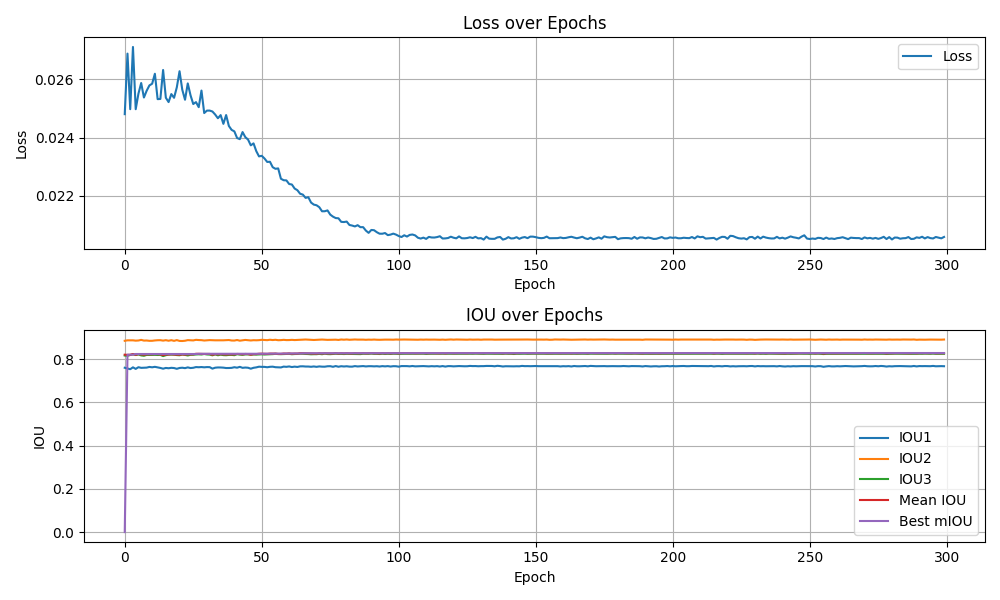 Loss over Epochs
Loss
0.026
0.024
0.022
Loss
0 50 100 150 200 250 300
Epoch
IOU over Epochs
0.8
0.6
0.4
0.2
0.0
IOU
IOU1
IOU2
IOU3
Mean IOU
Best mIOU
0 50 100 150 200 250 300
Epoch